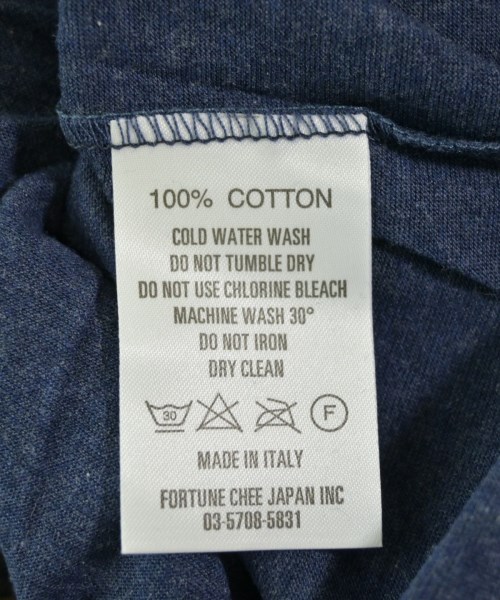 100% COTTON
COLD WATER WASH
DO NOT TUMBLE DRY
DO NOT USE CHLORINE BLEACH
MACHINE WASH 30°
DO NOT IRON
DRY CLEAN
30 F
MADE IN ITALY
FORTUNE CHEE JAPAN INC
03-5708-5831